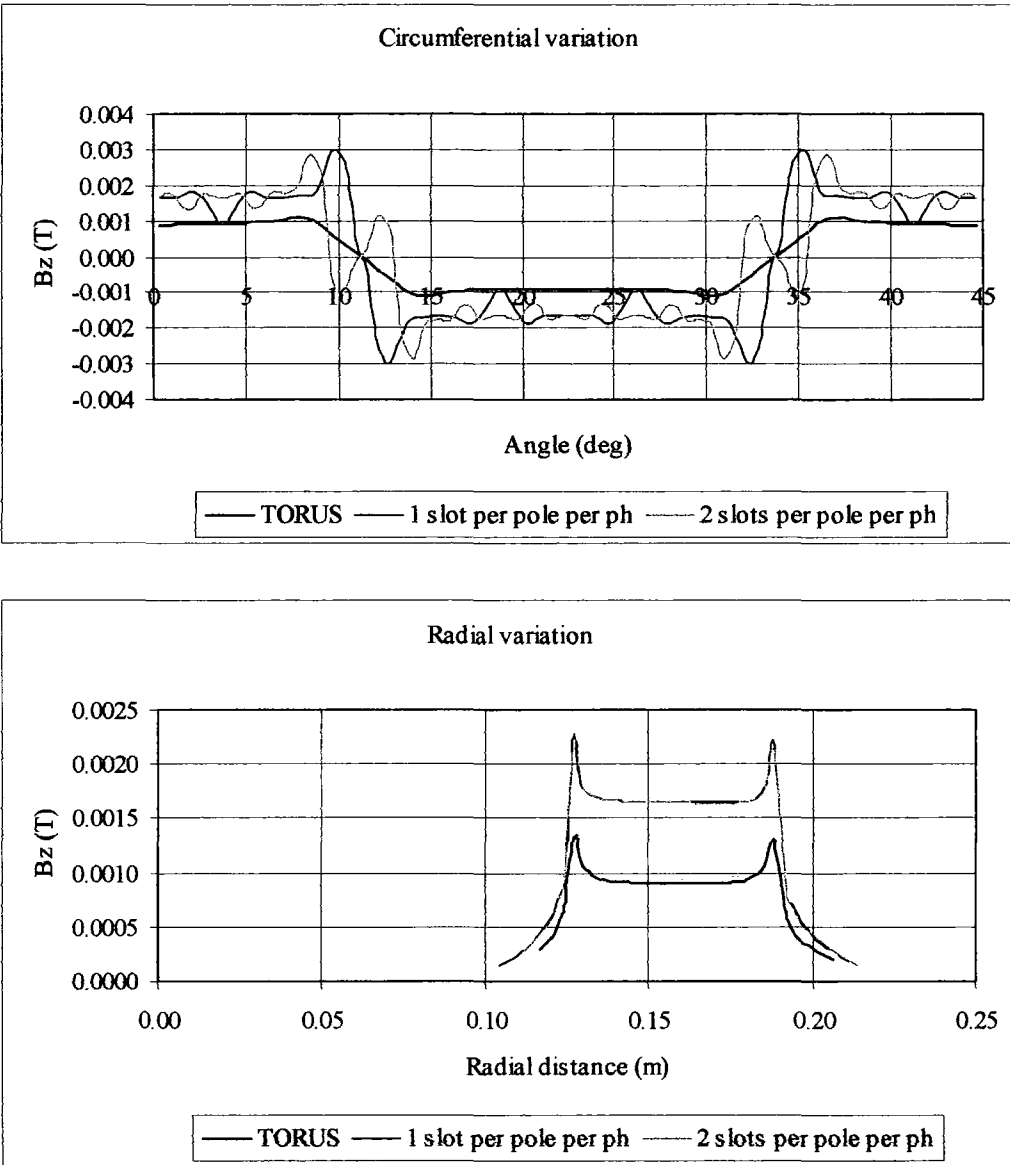 Circumferential variation
0.004
0.003
0.002
0.001
0.000
-0.001
-0.002
-0.003
-0.004
Bz (T)
0 5 10 15 20 25 30 35 40 45
Angle (deg)
TORUS 1 slot per pole per ph 2 slots per pole per ph
Radial variation
0.0025
0.0020
0.0015
0.0010
0.0005
0.0000
Bz (T)
0.00 0.05 0.10 0.15 0.20 0.25
Radial distance (m)
TORUS 1 slot per pole per ph 2 slots per pole per ph